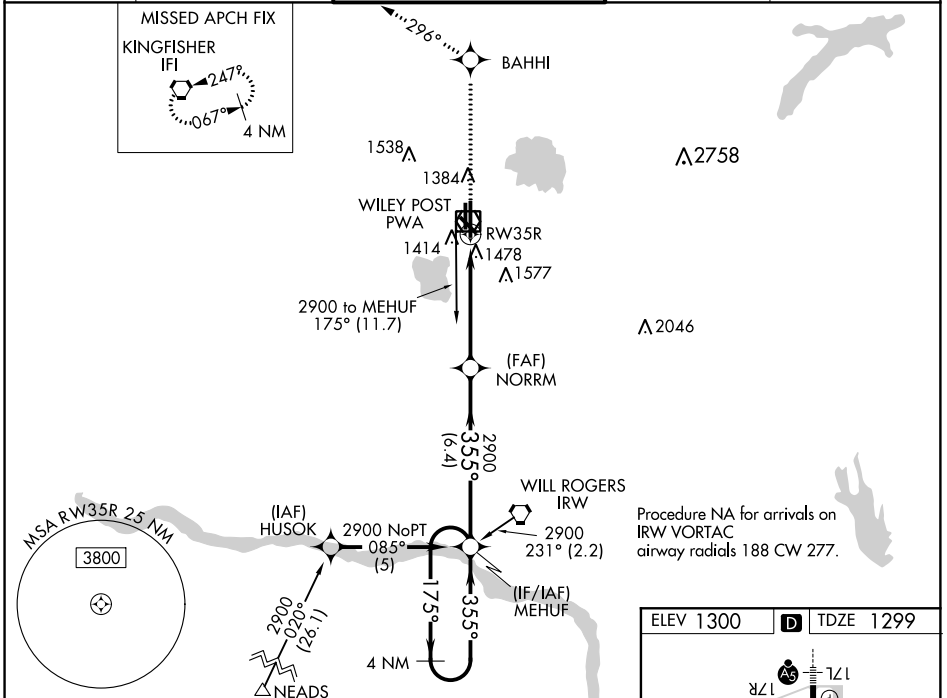 MISSED APCH FIX
KINGFISHER
IFI
247°
067°
4 NM
296°
BAHHI
1538
1384
2758
WILEY POST
PWA
RW35R
1414
1478
1577
2900 to MEHUF
175° (11.7)
2046
(FAF)
NORRM
2900
355°
(6.4)
WILL ROGERS
IRW
2900
231° (2.2)
Procedure NA for arrivals on
IRW VORTAC
airway radials 188 CW 277.
MSA RW35R 25 NM
3800
(IAF)
HUSOK
2900 NoPT
085°
(5)
(IF/IAF)
MEHUF
175°
355°
4 NM
2900
020°
(26.1)
NEADS
ELEV 1300
D
TDZE 1299
A5
17L
17R